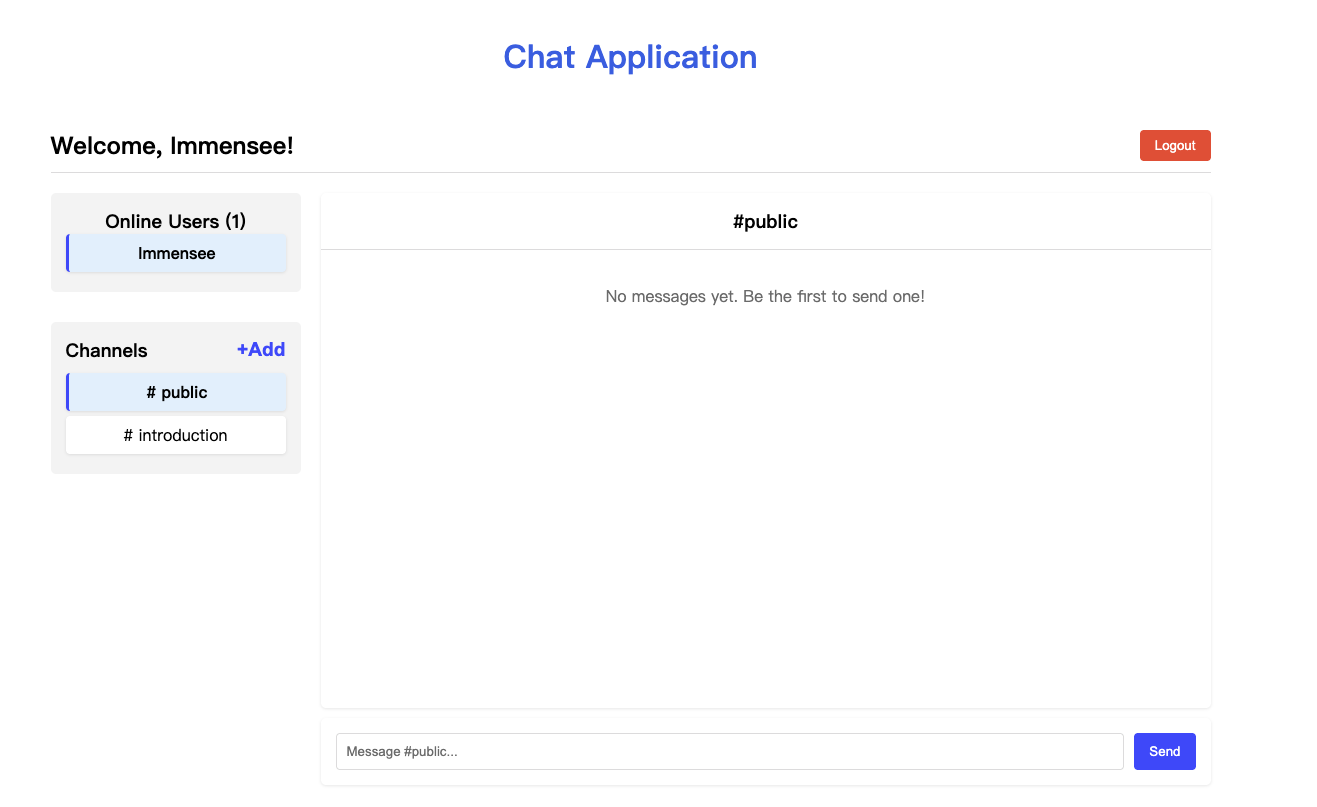 Chat Application
Welcome, Immensee!
Logout
Online Users (1)
Immensee
Channels
+Add
# public
# introduction
#public
No messages yet. Be the first to send one!
Message #public...
Send